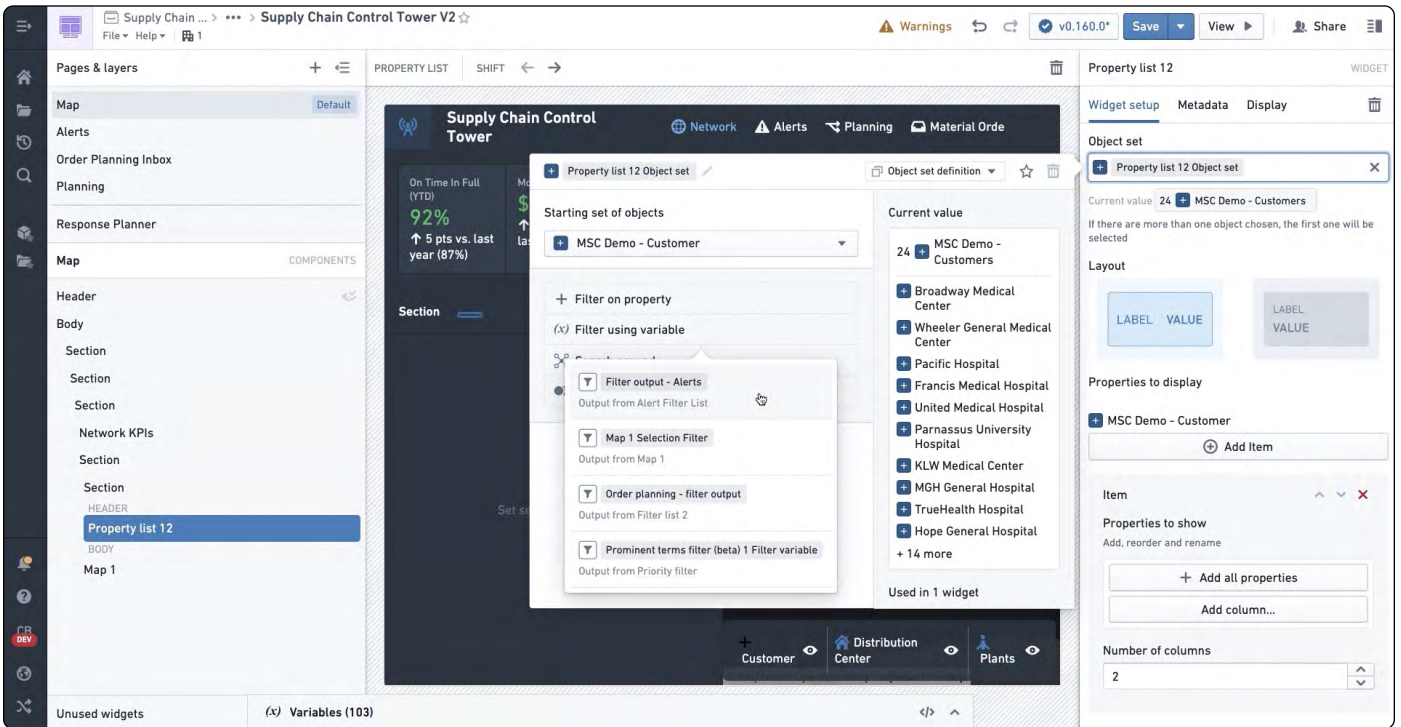 Supply Chain ... > ••• > Supply Chain Control Tower V2
File Help 1
Warnings
v0.160.0*
Save
View
Share
Pages & layers
Map Default
Alerts
Order Planning Inbox
Planning
Response Planner
Map COMPONENTS
Header
Body
Section
Section
Section
Network KPIs
Section
Section
HEADER
Property list 12
BODY
Map 1
Unused widgets
DEV
PROPERTY LIST SHIFT
Supply Chain Control
Tower
Network Alerts Planning Material Orde
On Time In Full
(YTD)
92%
↑ 5 pts vs. last
year (87%)
Section
Property list 12 Object set
Object set definition
Starting set of objects
MSC Demo - Customer
+ Filter on property
(x) Filter using variable
Filter output - Alerts
Output from Alert Filter List
Map 1 Selection Filter
Output from Map 1
Order planning - filter output
Output from Filter list 2
Prominent terms filter (beta) 1 Filter variable
Output from Priority filter
Current value
24 MSC Demo -
Customers
Broadway Medical
Center
Wheeler General Medical
Center
Pacific Hospital
Francis Medical Hospital
United Medical Hospital
Parnassus University
Hospital
KLW Medical Center
MGH General Hospital
TrueHealth Hospital
Hope General Hospital
+ 14 more
Used in 1 widget
Customer
Distribution
Center
Plants
(x) Variables (103)
</>
Property list 12 WIDGET
Widget setup Metadata Display
Object set
Property list 12 Object set
Current value 24 MSC Demo - Customers
If there are more than one object chosen, the first one will be
selected
Layout
LABEL VALUE
LABEL
VALUE
Properties to display
MSC Demo - Customer
Add Item
Item
Properties to show
Add, reorder and rename
+ Add all properties
Add column...
Number of columns
2